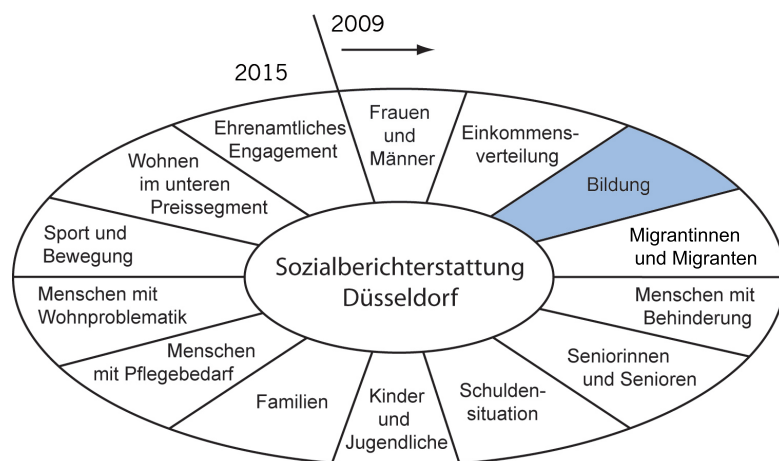 2009
2015
Frauen
und
Männer
Einkommens-
verteilung
Bildung
Migrantinnen
und Migranten
Menschen mit
Behinderung
Seniorinnen
und Senioren
Schulden-
situation
Kinder
und
Jugendliche
Familien
Menschen
mit Pflegebedarf
Menschen mit
Wohnproblematik
Sport und
Bewegung
Wohnen
im unteren
Preissegment
Ehrenamtliches
Engagement
Sozialberichterstattung
Düsseldorf